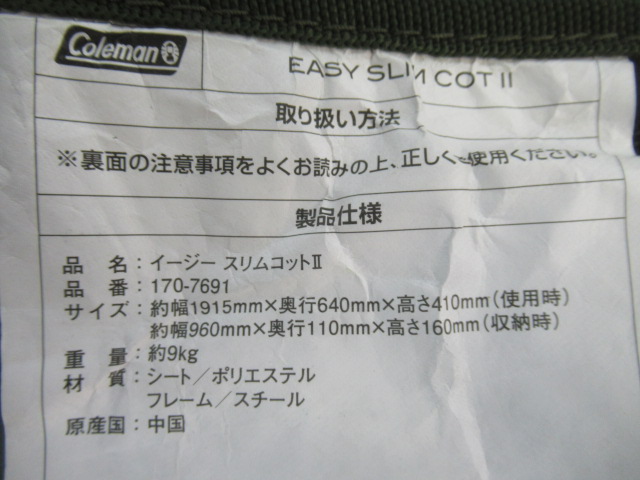 Coleman
EASY SLIM COT II
取り扱い方法
※裏面の注意事項をよくお読みの上、正しく使用ください。
製品仕様
品 名：イージー スリムコットⅡ
品 番：170-7691
サイズ：約幅1915mm×奥行640mm×高さ410mm（使用時）
約幅960mm×奥行110mm×高さ160mm（収納時）
重 量：約9kg
材 質：シート／ポリエステル
フレーム／スチール
原産国：中国